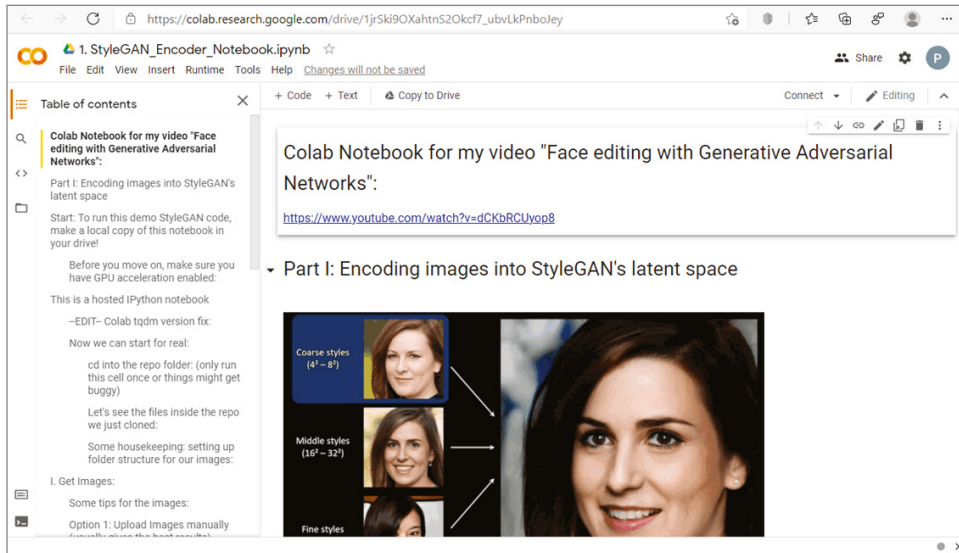 https://colab.research.google.com/drive/1jrSki9OXahtnS2Okcf7_ubvLkPnboJey
1. StyleGAN_Encoder_Notebook.ipynb
File Edit View Insert Runtime Tools Help Changes will not be saved
Share
P
Table of contents
+ Code + Text Copy to Drive
Connect Editing
Colab Notebook for my video "Face
editing with Generative Adversarial
Networks":
Part I: Encoding images into StyleGAN's
latent space
Start: To run this demo StyleGAN code,
make a local copy of this notebook in
your drive!
Before you move on, make sure you
have GPU acceleration enabled:
This is a hosted IPython notebook
--EDIT-- Colab tqdm version fix:
Now we can start for real:
cd into the repo folder: (only run
this cell once or things might get
buggy)
Let's see the files inside the repo
we just cloned:
Some housekeeping: setting up
folder structure for our images:
I. Get Images:
Some tips for the images:
Option 1: Upload Images manually
(usually gives the best results)
Colab Notebook for my video "Face editing with Generative Adversarial
Networks":
https://www.youtube.com/watch?v=dCKbRCUyop8
Part I: Encoding images into StyleGAN's latent space
Coarse styles
(4² – 8²)
Middle styles
(16² – 32²)
Fine styles